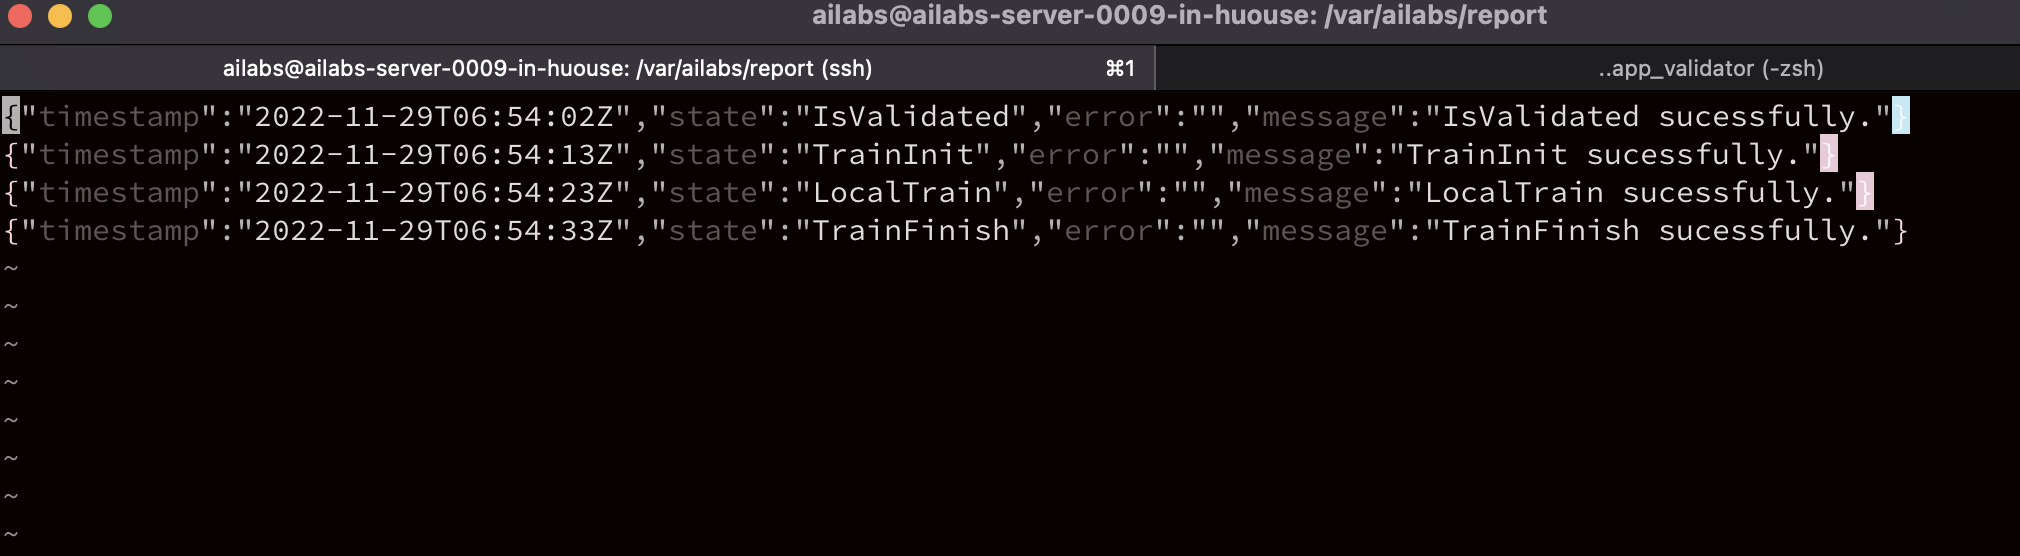 ailabs@ailabs-server-0009-in-huouse: /var/ailabs/report
ailabs@ailabs-server-0009-in-huouse: /var/ailabs/report (ssh) ⌘1 ..app_validator (-zsh)
{"timestamp":"2022-11-29T06:54:02Z","state":"IsValidated","error":"","message":"IsValidated sucessfully."}
{"timestamp":"2022-11-29T06:54:13Z","state":"TrainInit","error":"","message":"TrainInit sucessfully."}
{"timestamp":"2022-11-29T06:54:23Z","state":"LocalTrain","error":"","message":"LocalTrain sucessfully."}
{"timestamp":"2022-11-29T06:54:33Z","state":"TrainFinish","error":"","message":"TrainFinish sucessfully."}
~
~
~
~
~
~
~
~